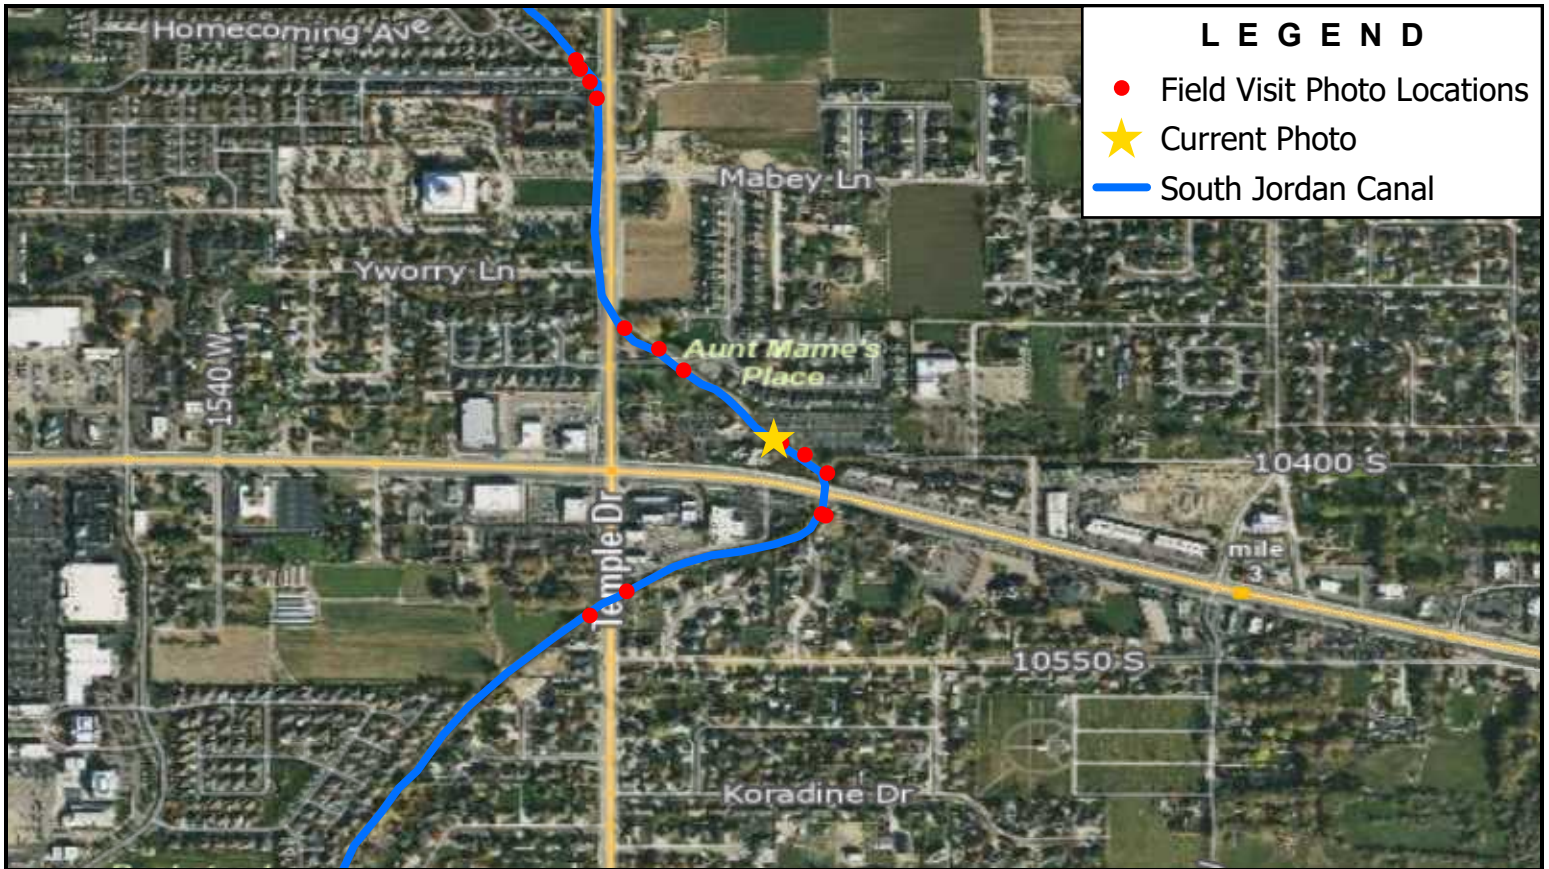 Homecoming Ave
L E G E N D
Field Visit Photo Locations
Current Photo
South Jordan Canal
Mabey Ln
Yworry Ln
Aunt Mame's
Place
1540 W
10400 S
Temple Dr
mile
3
10550 S
Koradine Dr